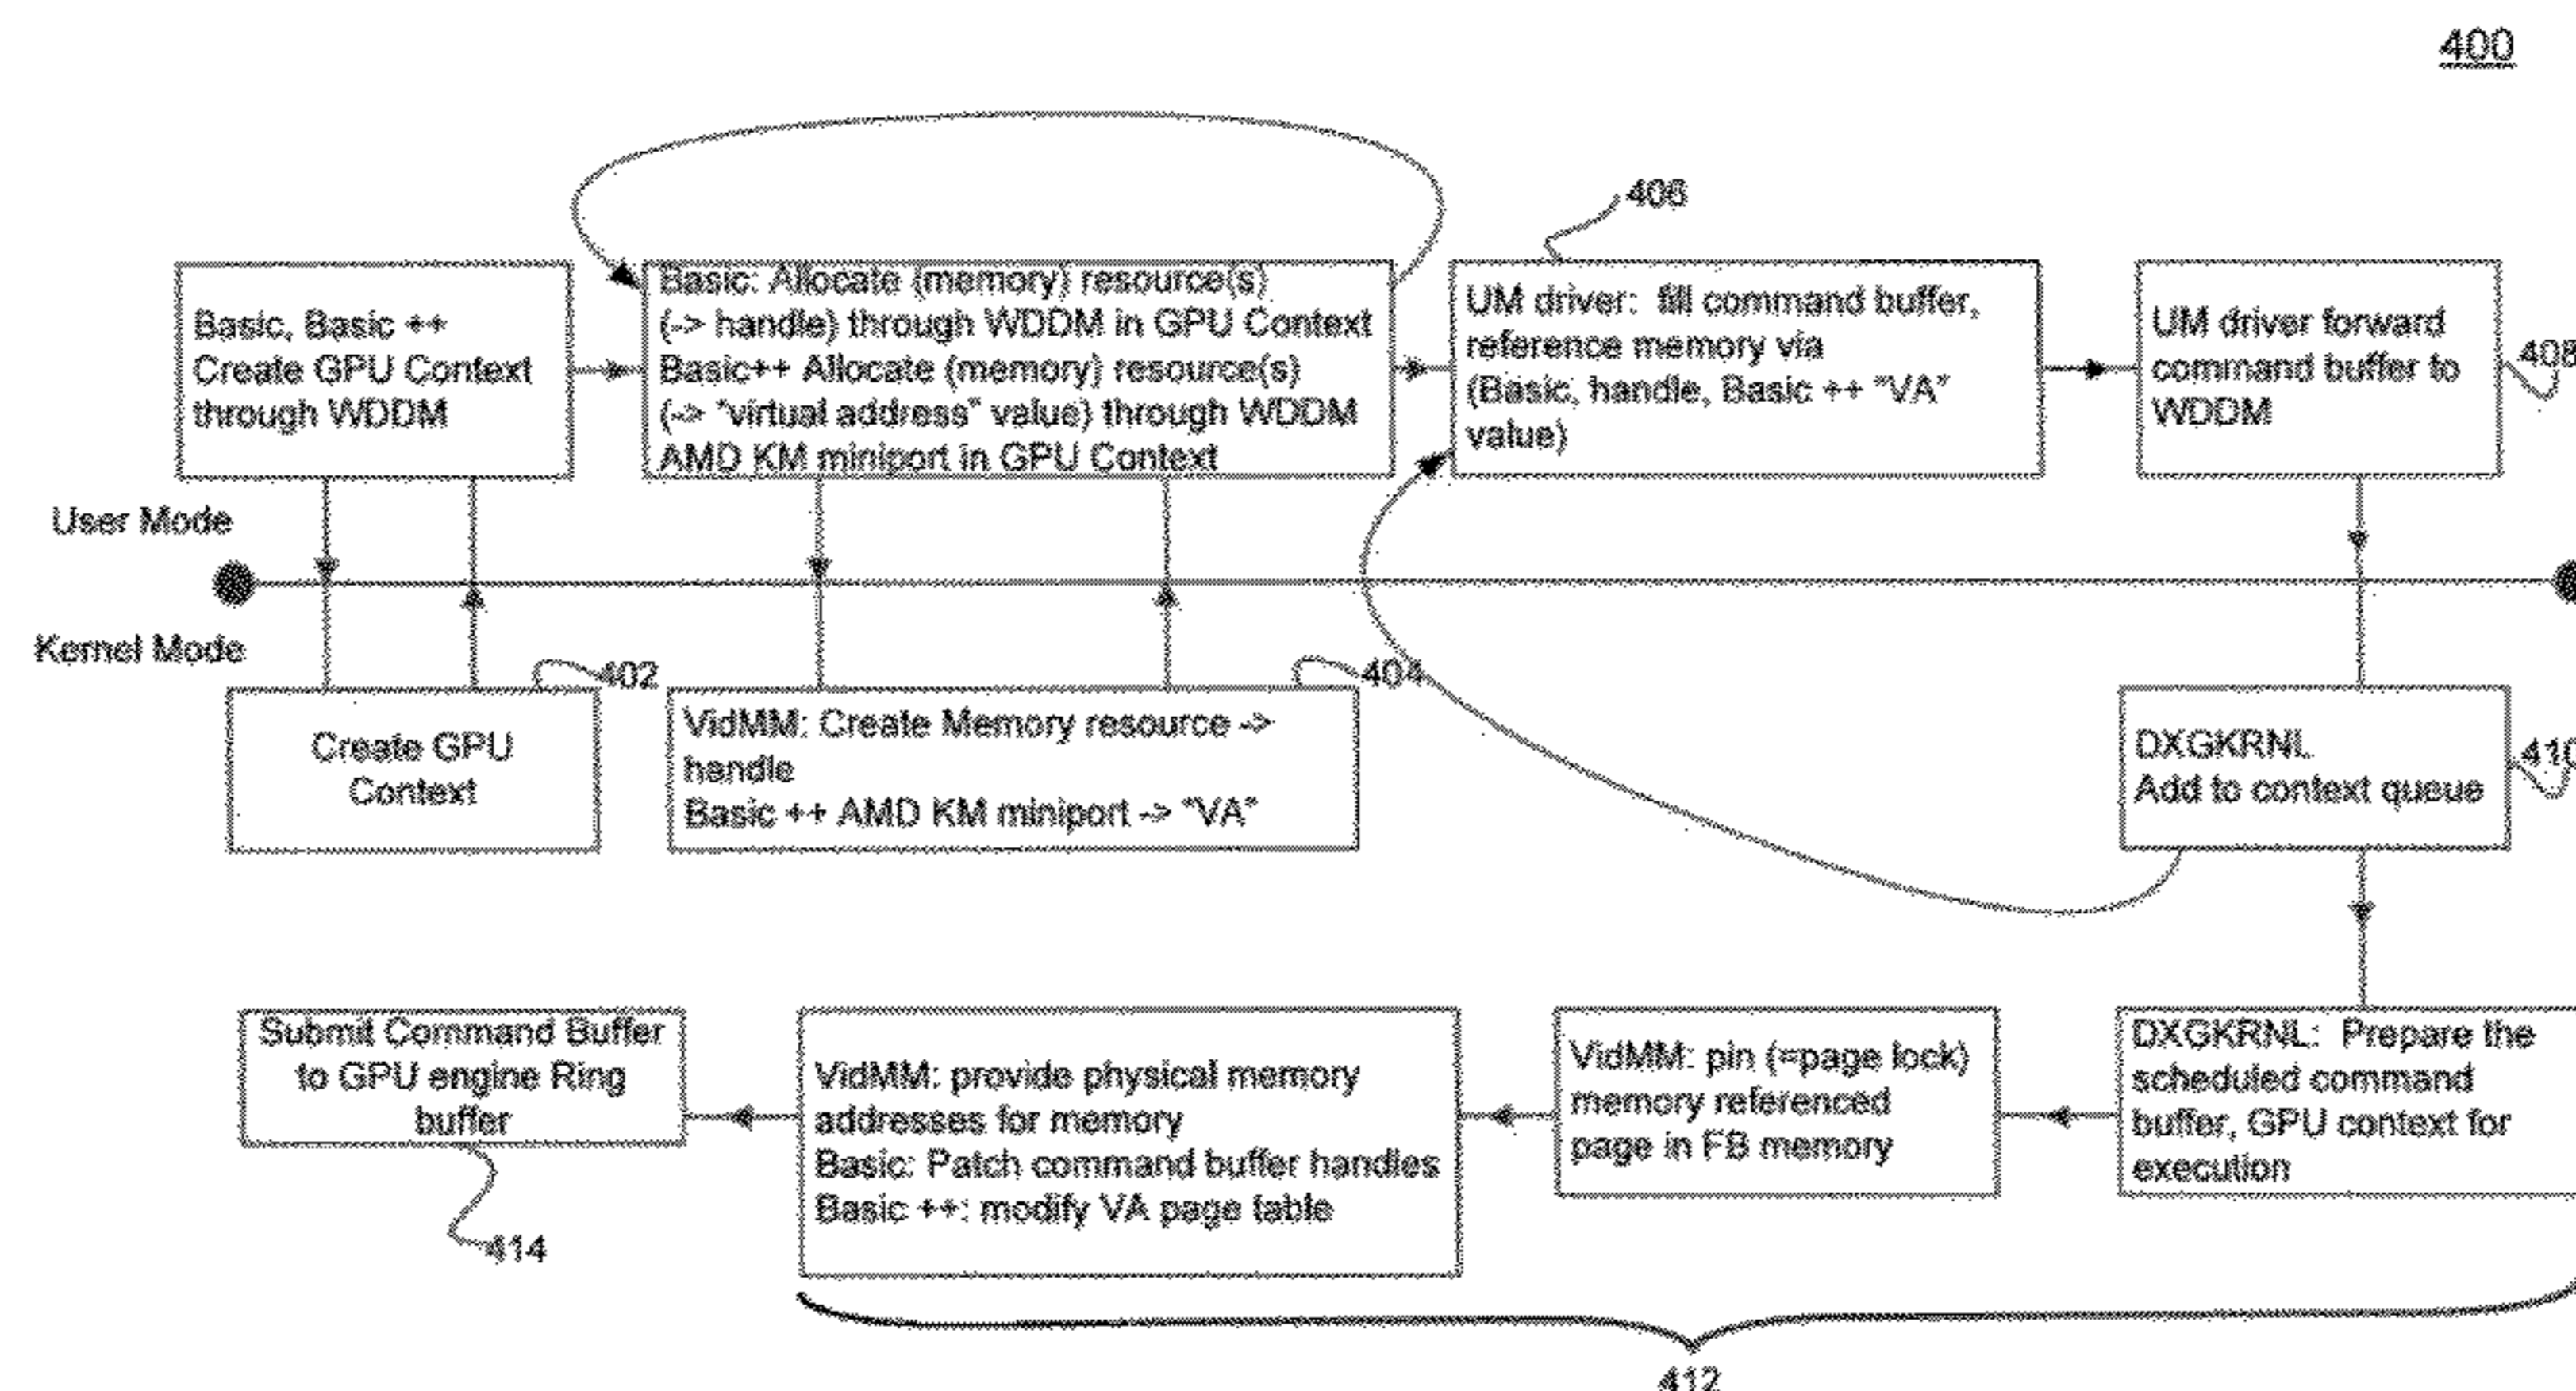 400
406
Basic, Basic ++
Create GPU Context
through WDDM
Basic: Allocate (memory) resource(s)
(-> handle) through WDDM in GPU Context
Basic++ Allocate (memory) resource(s)
(-> "virtual address" value) through WDDM
AMD KM miniport in GPU Context
UM driver: fill command buffer,
reference memory via
(Basic, handle, Basic ++ "VA"
value)
UM driver forward
command buffer to
WDDM
408
User Mode
Kernel Mode
402
404
Create GPU
Context
VidMM: Create Memory resource ->
handle
Basic ++ AMD KM miniport -> "VA"
DXGKRNL
Add to context queue
410
Submit Command Buffer
to GPU engine Ring
buffer
414
VidMM: provide physical memory
addresses for memory
Basic: Patch command buffer handles
Basic ++: modify VA page table
VidMM: pin (=page lock)
memory referenced
page in FB memory
DXGKRNL: Prepare the
scheduled command
buffer, GPU context for
execution
412